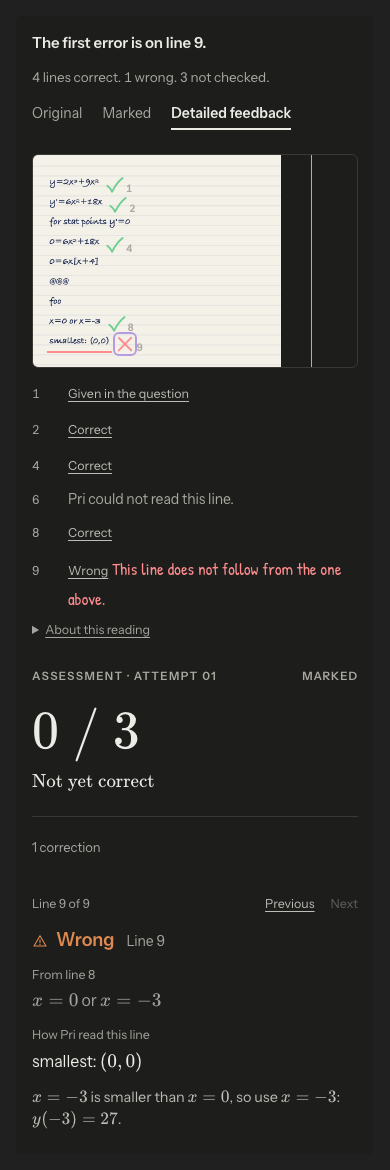 The first error is on line 9.
4 lines correct. 1 wrong. 3 not checked.
Original Marked Detailed feedback
y=2x³+9x² 1
y'=6x²+18x 2
for stat points y'=0
0=6x²+18x 4
0=6x[x+4]
@@@
foo
x=0 or x=-3 8
smallest: (0,0) 9
1 Given in the question
2 Correct
4 Correct
6 Pri could not read this line.
8 Correct
9 Wrong This line does not follow from the one
above.
About this reading
ASSESSMENT · ATTEMPT 01 MARKED
0 / 3
Not yet correct
1 correction
Line 9 of 9 Previous Next
Wrong Line 9
From line 8
x = 0 or x = −3
How Pri read this line
smallest: (0, 0)
x = −3 is smaller than x = 0, so use x = −3:
y(−3) = 27.